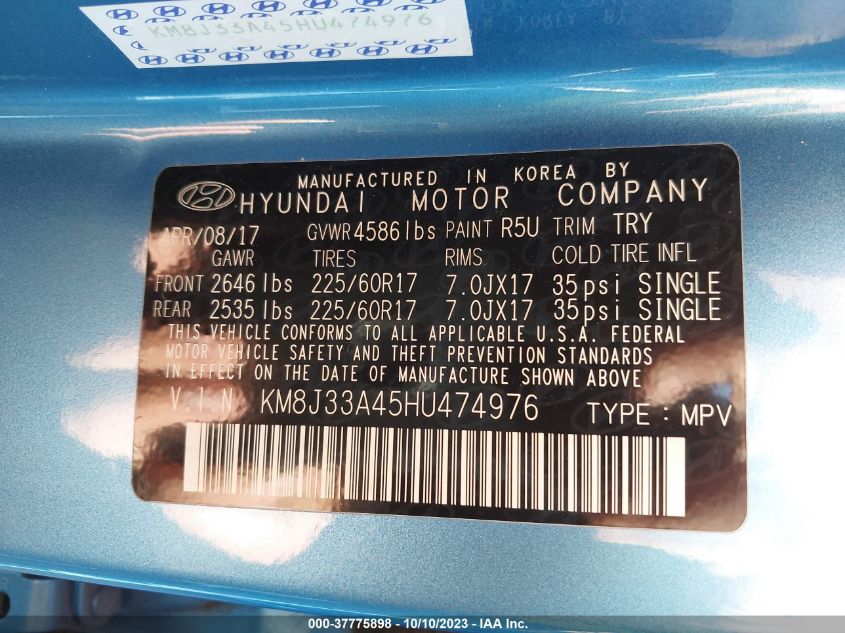 KM8J33A45HU474976
KOREA BY
MANUFACTURED IN KOREA BY
HYUNDAI MOTOR COMPANY
APR/08/17 GVWR 4586 lbs PAINT R5U TRIM TRY
GAWR TIRES RIMS COLD TIRE INFL
FRONT 2646 lbs 225/60R17 7.0JX17 35psi SINGLE
REAR 2535 lbs 225/60R17 7.0JX17 35psi SINGLE
THIS VEHICLE CONFORMS TO ALL APPLICABLE U.S.A. FEDERAL
MOTOR VEHICLE SAFETY AND THEFT PREVENTION STANDARDS
IN EFFECT ON THE DATE OF MANUFACTURE SHOWN ABOVE
V.I.N KM8J33A45HU474976 TYPE : MPV
000-37775898 - 10/10/2023 - IAA Inc.